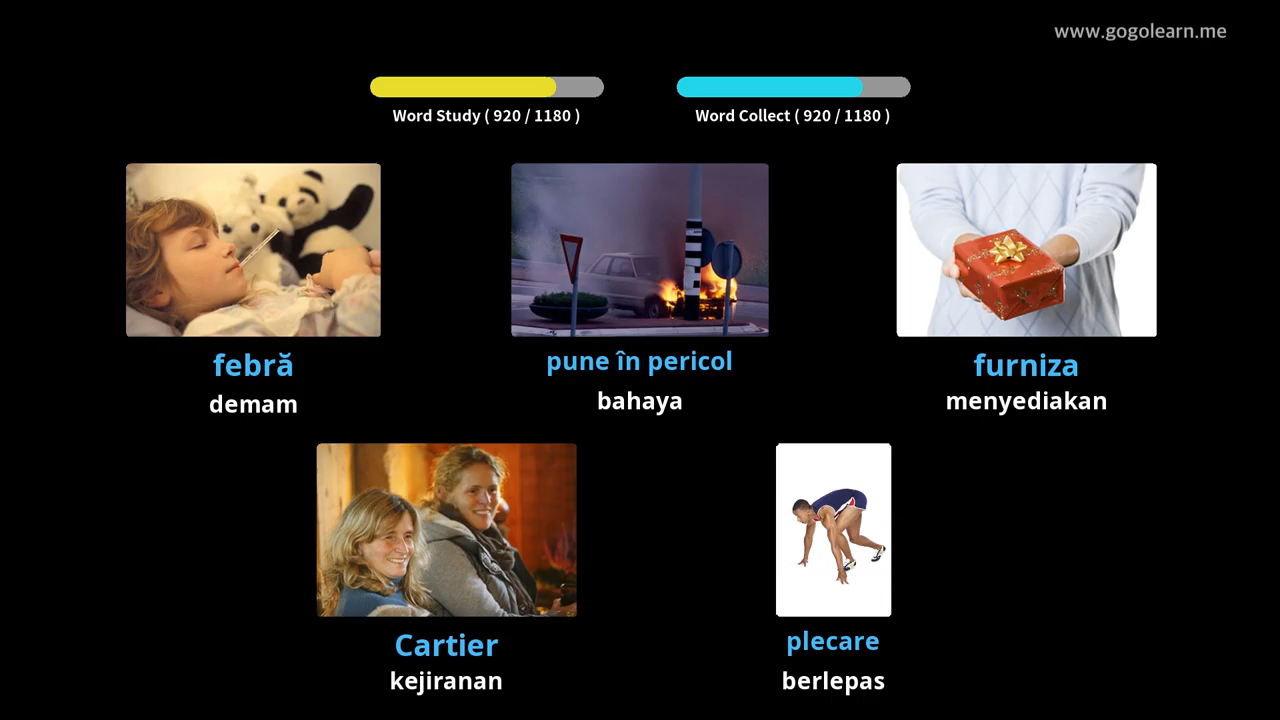 www.gogolearn.me
Word Study ( 920 / 1180 )
Word Collect ( 920 / 1180 )
febră
demam
pune în pericol
bahaya
furniza
menyediakan
Cartier
kejiranan
plecare
berlepas